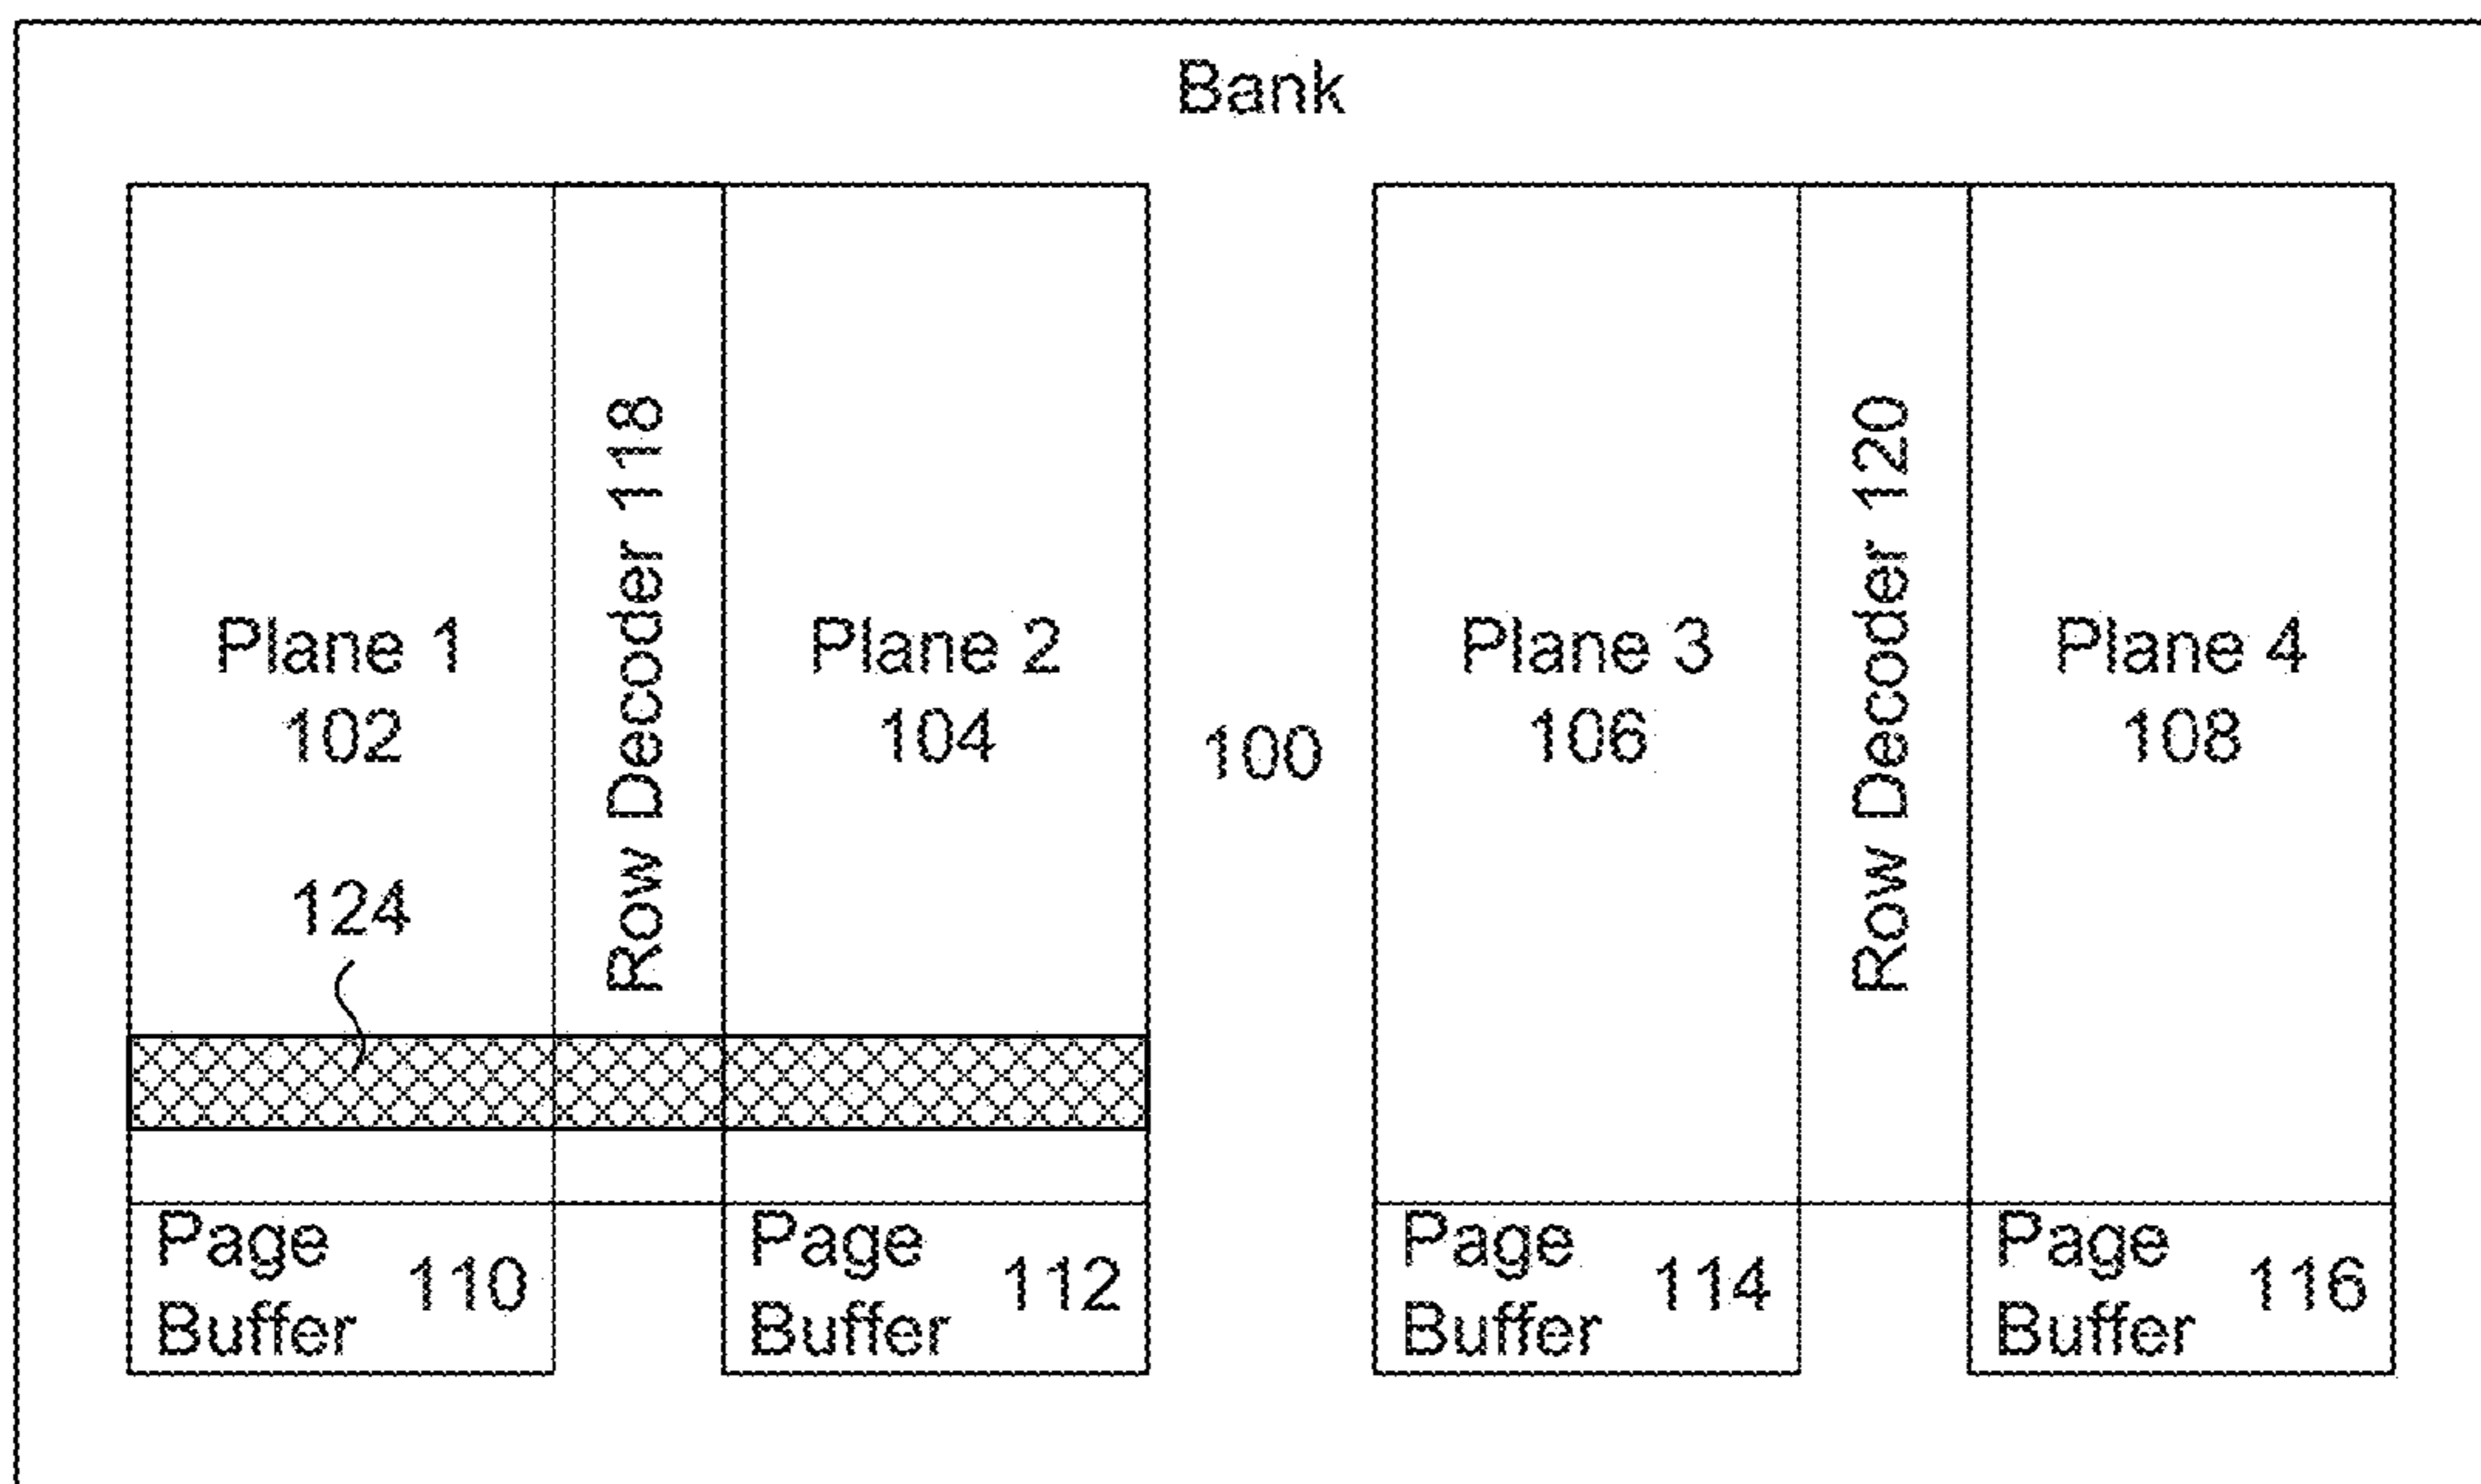 Bank
Plane 1
102
Row Decoder 118
Plane 2
104
100
Plane 3
106
Row Decoder 120
Plane 4
108
124
Page
Buffer
110
Page
Buffer
112
Page
Buffer
114
Page
Buffer
116